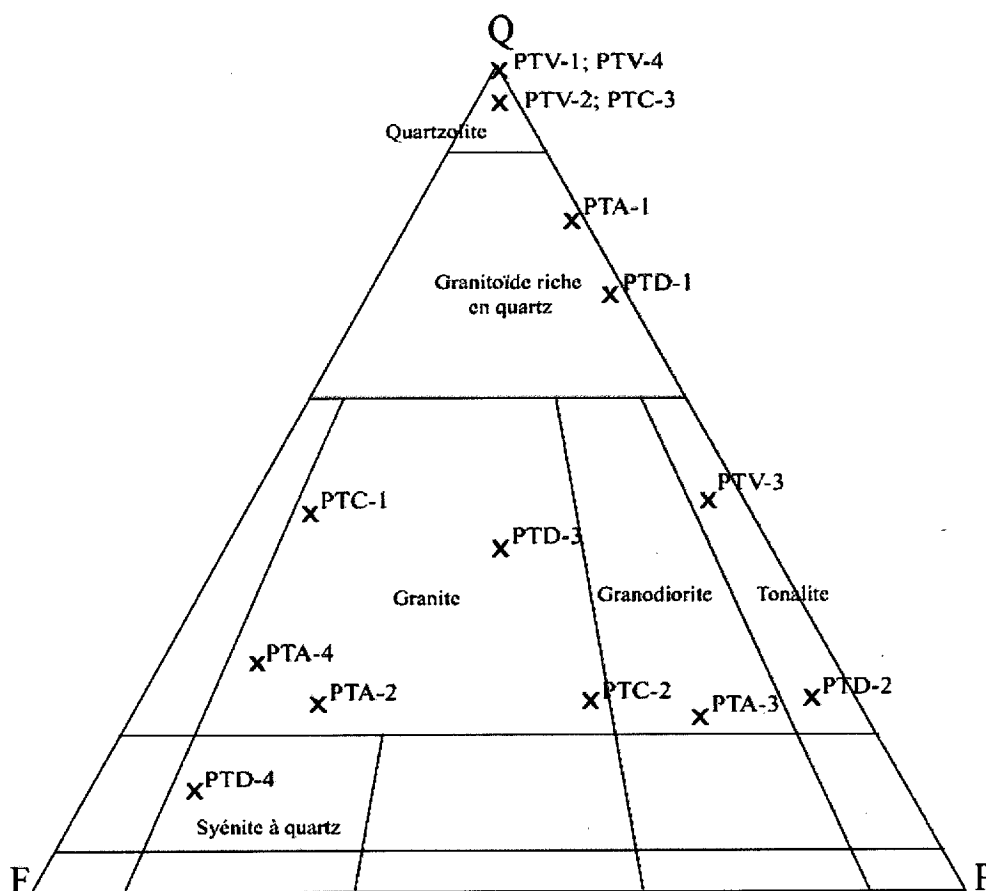 Q
PTV-1; PTV-4
PTV-2; PTC-3
Quartzolite
PTA-1
Granitoïde riche
en quartz
PTD-1
PTC-1
PTV-3
PTD-3
Granite
Granodiorite
Tonalite
PTA-4
PTA-2
PTC-2
PTA-3
PTD-2
PTD-4
Syénite à quartz
F
P